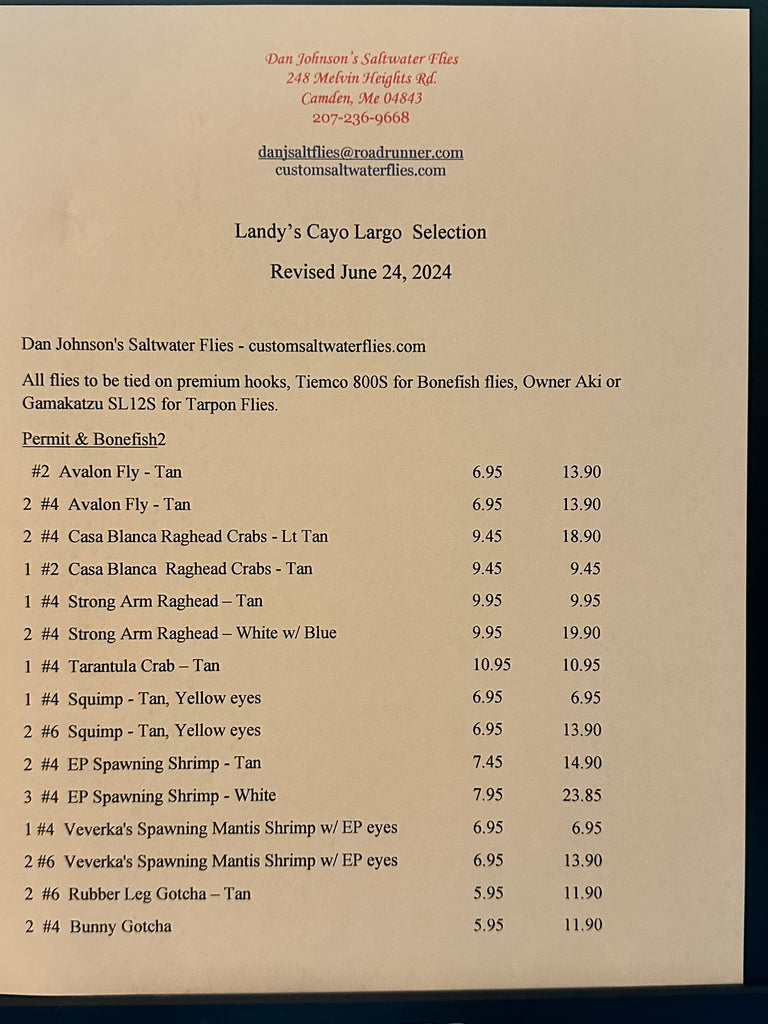 Dan Johnson's Saltwater Flies
248 Melvin Heights Rd.
Camden, Me 04843
207-236-9668
danjsaltflies@roadrunner.com
customsaltwaterflies.com
Landy's Cayo Largo Selection
Revised June 24, 2024
Dan Johnson's Saltwater Flies - customsaltwaterflies.com
All flies to be tied on premium hooks, Tiemco 800S for Bonefish flies, Owner Aki or
Gamakatzu SL12S for Tarpon Flies.
Permit & Bonefish2
#2 Avalon Fly - Tan 6.95 13.90
2 #4 Avalon Fly - Tan 6.95 13.90
2 #4 Casa Blanca Raghead Crabs - Lt Tan 9.45 18.90
1 #2 Casa Blanca Raghead Crabs - Tan 9.45 9.45
1 #4 Strong Arm Raghead – Tan 9.95 9.95
2 #4 Strong Arm Raghead – White w/ Blue 9.95 19.90
1 #4 Tarantula Crab – Tan 10.95 10.95
1 #4 Squimp - Tan, Yellow eyes 6.95 6.95
2 #6 Squimp - Tan, Yellow eyes 6.95 13.90
2 #4 EP Spawning Shrimp - Tan 7.45 14.90
3 #4 EP Spawning Shrimp - White 7.95 23.85
1 #4 Veverka's Spawning Mantis Shrimp w/ EP eyes 6.95 6.95
2 #6 Veverka's Spawning Mantis Shrimp w/ EP eyes 6.95 13.90
2 #6 Rubber Leg Gotcha – Tan 5.95 11.90
2 #4 Bunny Gotcha 5.95 11.90